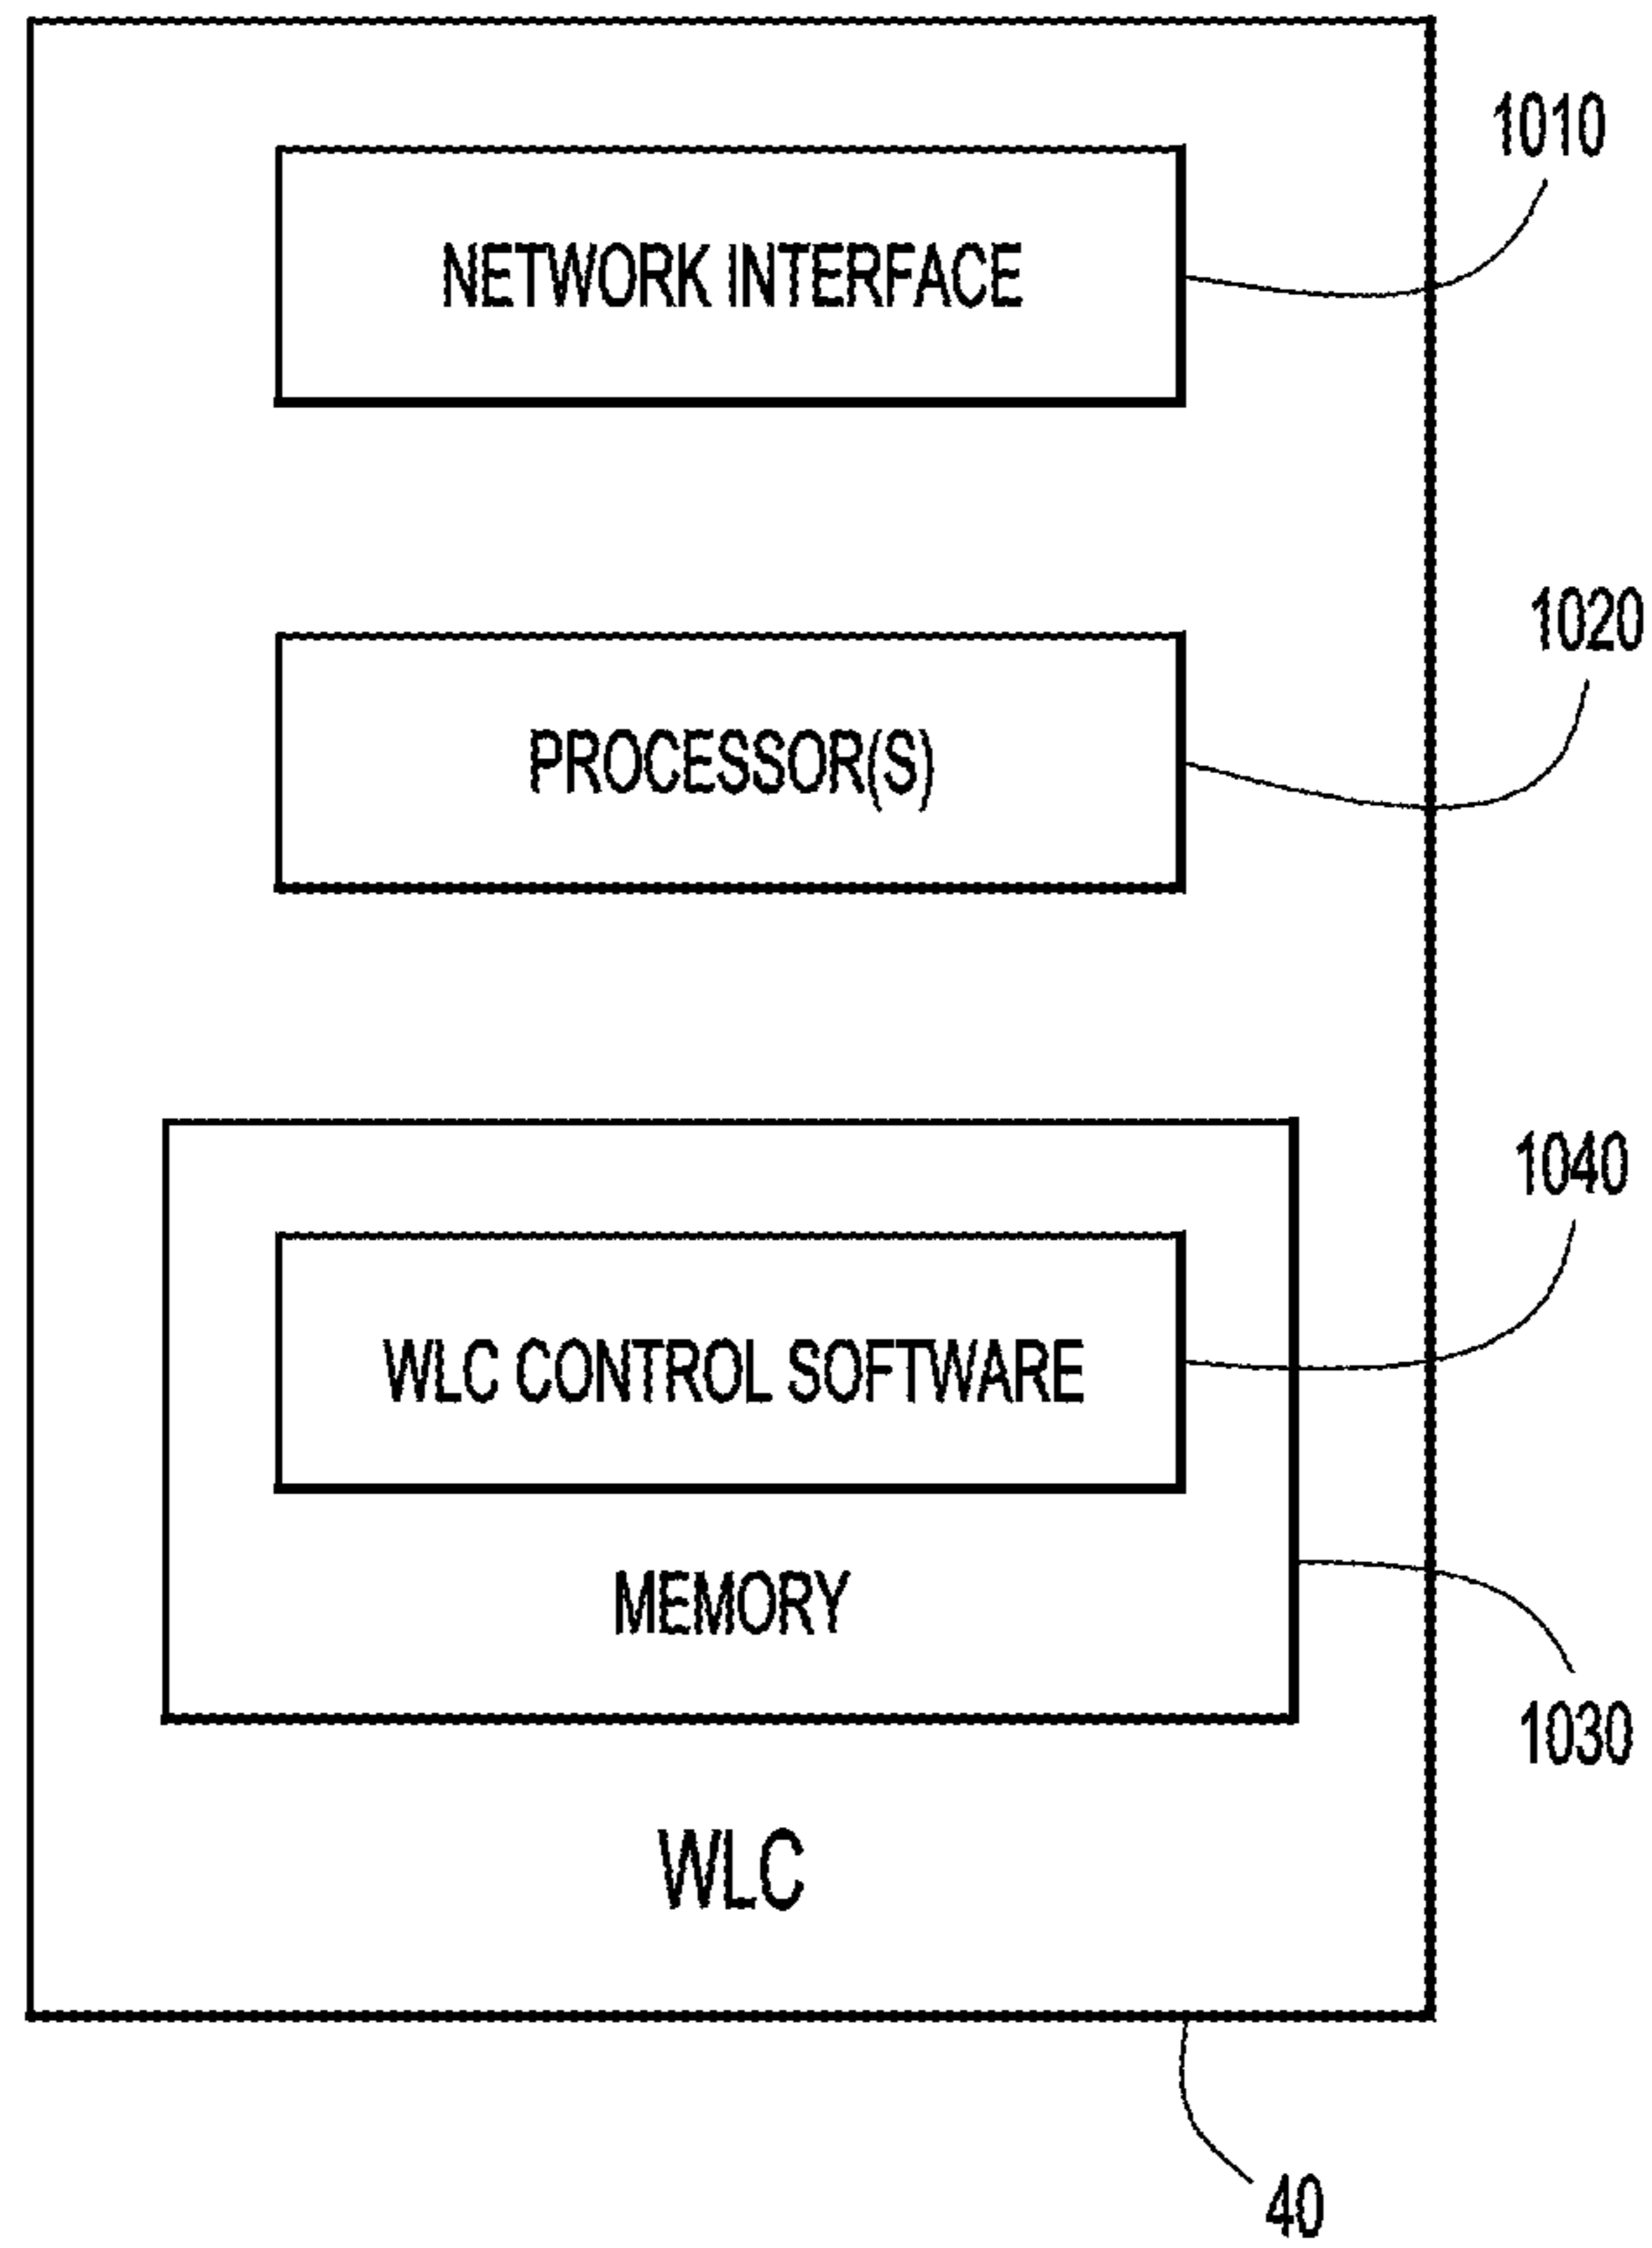 1010
NETWORK INTERFACE
1020
PROCESSOR(S)
1040
WLC CONTROL SOFTWARE
MEMORY
1030
WLC
40